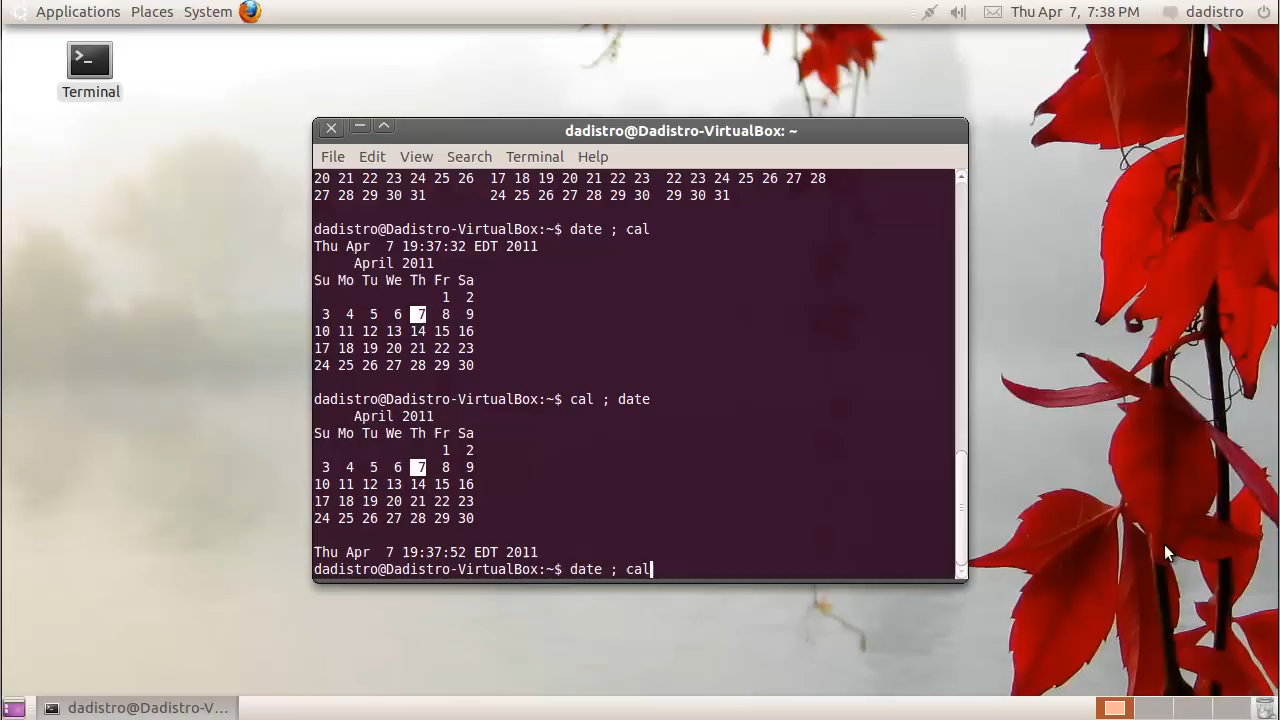 Applications Places System Thu Apr 7, 7:38 PM dadistro
Terminal
dadistro@Dadistro-VirtualBox: ~
File Edit View Search Terminal Help
20 21 22 23 24 25 26  17 18 19 20 21 22 23  22 23 24 25 26 27 28
27 28 29 30 31        24 25 26 27 28 29 30  29 30 31
dadistro@Dadistro-VirtualBox:~$ date ; cal
Thu Apr  7 19:37:32 EDT 2011
     April 2011
Su Mo Tu We Th Fr Sa
                1  2
 3  4  5  6  7  8  9
10 11 12 13 14 15 16
17 18 19 20 21 22 23
24 25 26 27 28 29 30
dadistro@Dadistro-VirtualBox:~$ cal ; date
     April 2011
Su Mo Tu We Th Fr Sa
                1  2
 3  4  5  6  7  8  9
10 11 12 13 14 15 16
17 18 19 20 21 22 23
24 25 26 27 28 29 30
Thu Apr  7 19:37:52 EDT 2011
dadistro@Dadistro-VirtualBox:~$ date ; cal
dadistro@Dadistro-V...